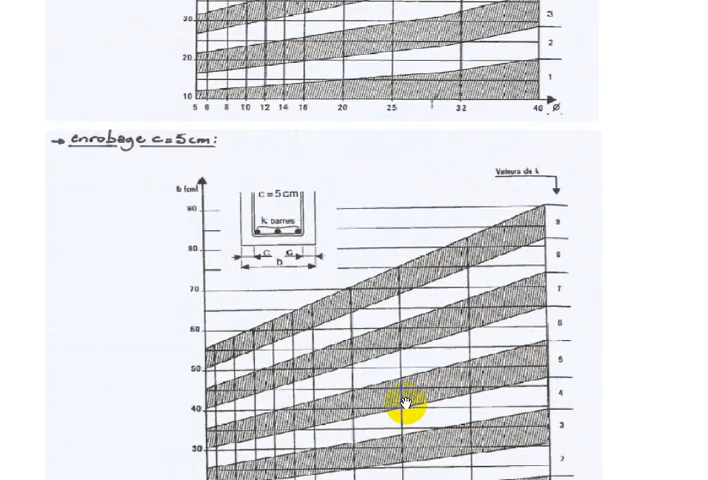 30
3
20
2
1
10
5 6 8 10 12 14 16 20 25 32 40 Ø
→ enrobage c=5cm:
Valeurs de k
b (cm)
c=5cm
90
k barres
9
80
c c
8
b
7
70
6
60
5
50
4
40
3
30
2